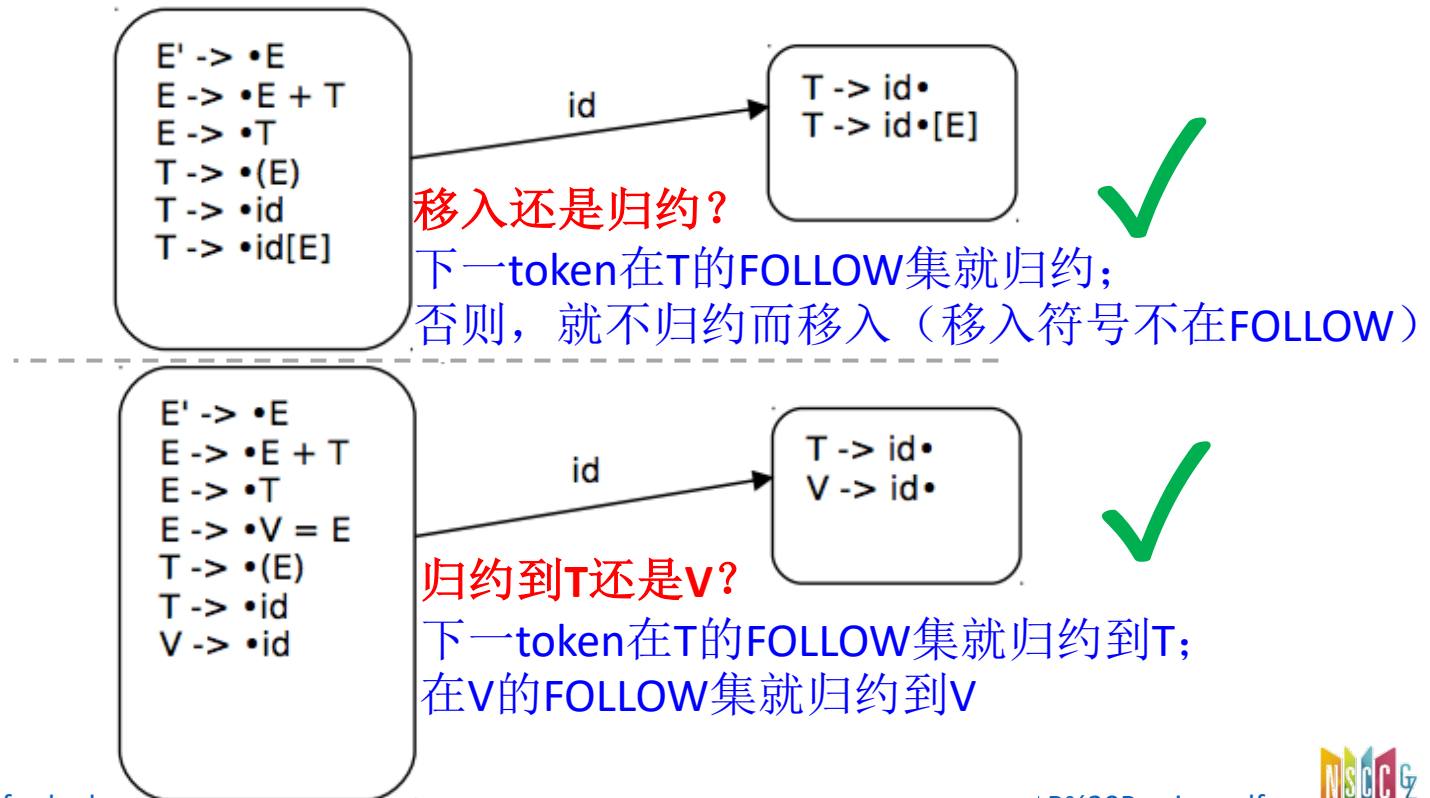 E' -> •E
E -> •E + T
E -> •T
T -> •(E)
T -> •id
T -> •id[E]
id
T -> id•
T -> id•[E]
移入还是归约？
下一token在T的FOLLOW集就归约；
否则，就不归约而移入（移入符号不在FOLLOW）
E' -> •E
E -> •E + T
E -> •T
E -> •V = E
T -> •(E)
T -> •id
V -> •id
id
T -> id•
V -> id•
归约到T还是V？
下一token在T的FOLLOW集就归约到T；
在V的FOLLOW集就归约到V
NSCC GZ